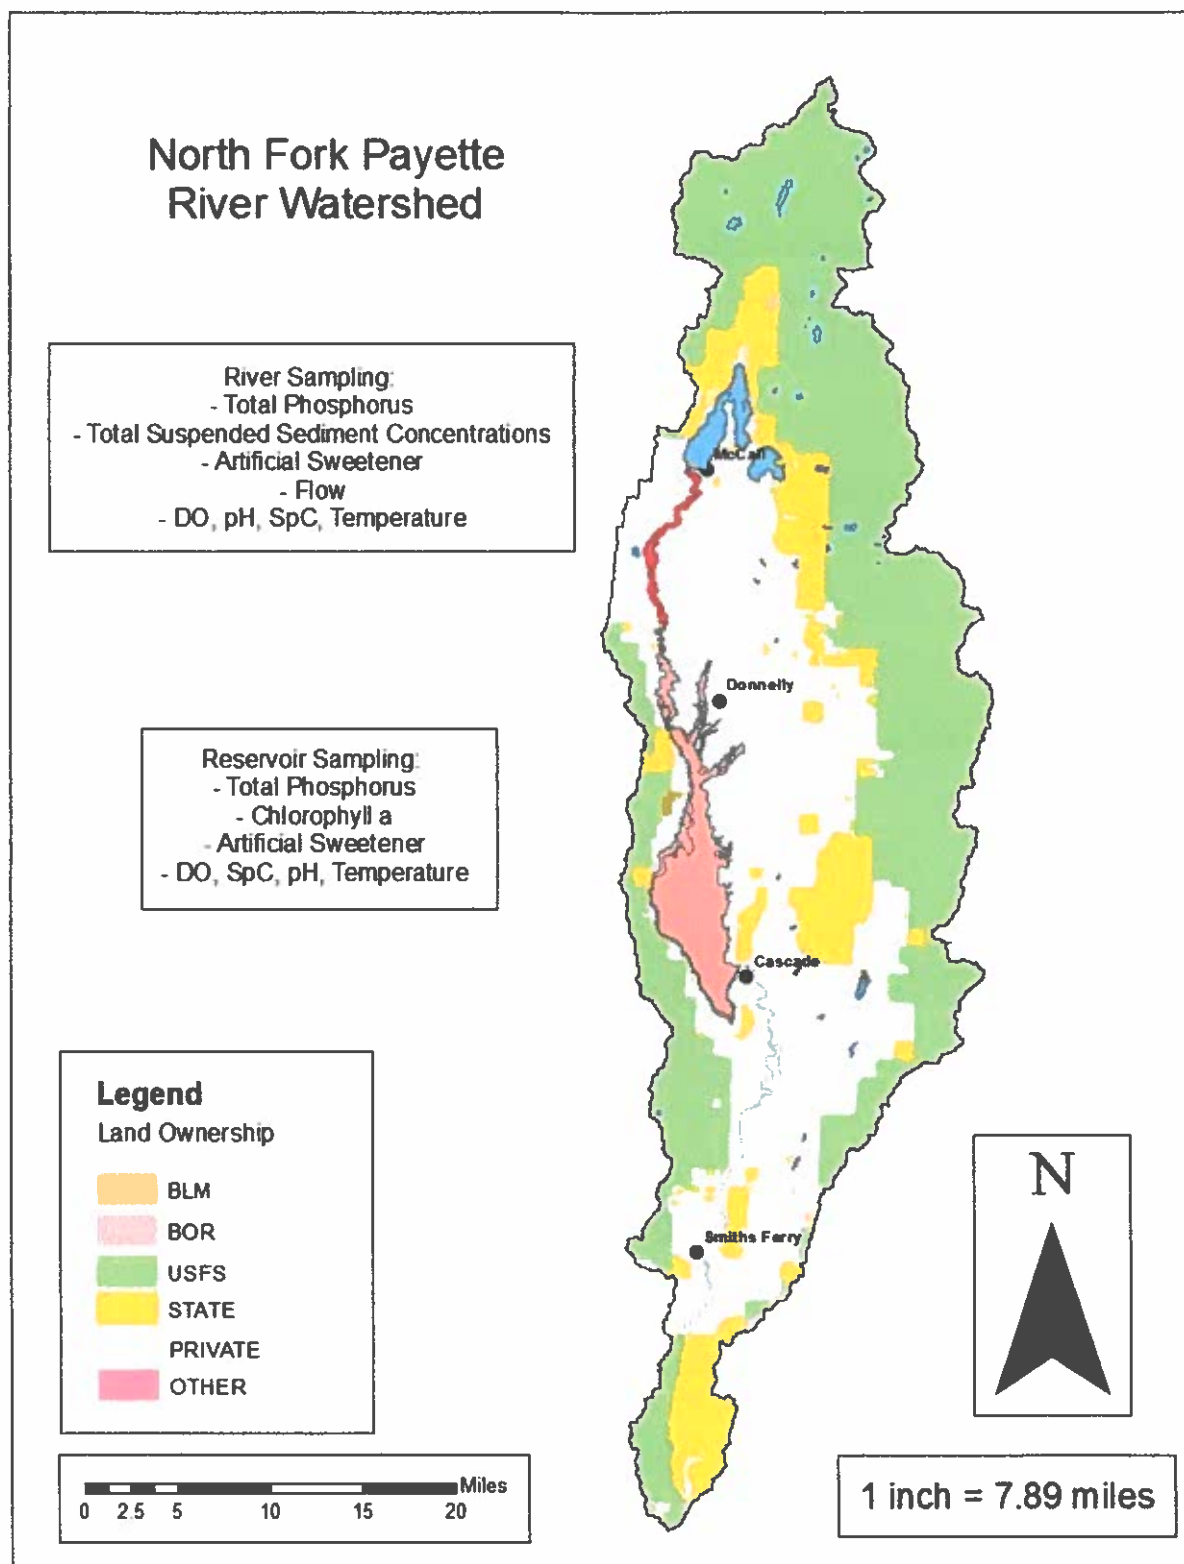 North Fork Payette
River Watershed
River Sampling:
- Total Phosphorus
- Total Suspended Sediment Concentrations
- Artificial Sweetener
- Flow
- DO, pH, SpC, Temperature
McCall
Donnelly
Reservoir Sampling:
- Total Phosphorus
- Chlorophyll a
- Artificial Sweetener
- DO, SpC, pH, Temperature
Cascade
Legend
Land Ownership
BLM
BOR
USFS
STATE
PRIVATE
OTHER
N
Smiths Ferry
Miles
0 2.5 5 10 15 20
1 inch = 7.89 miles